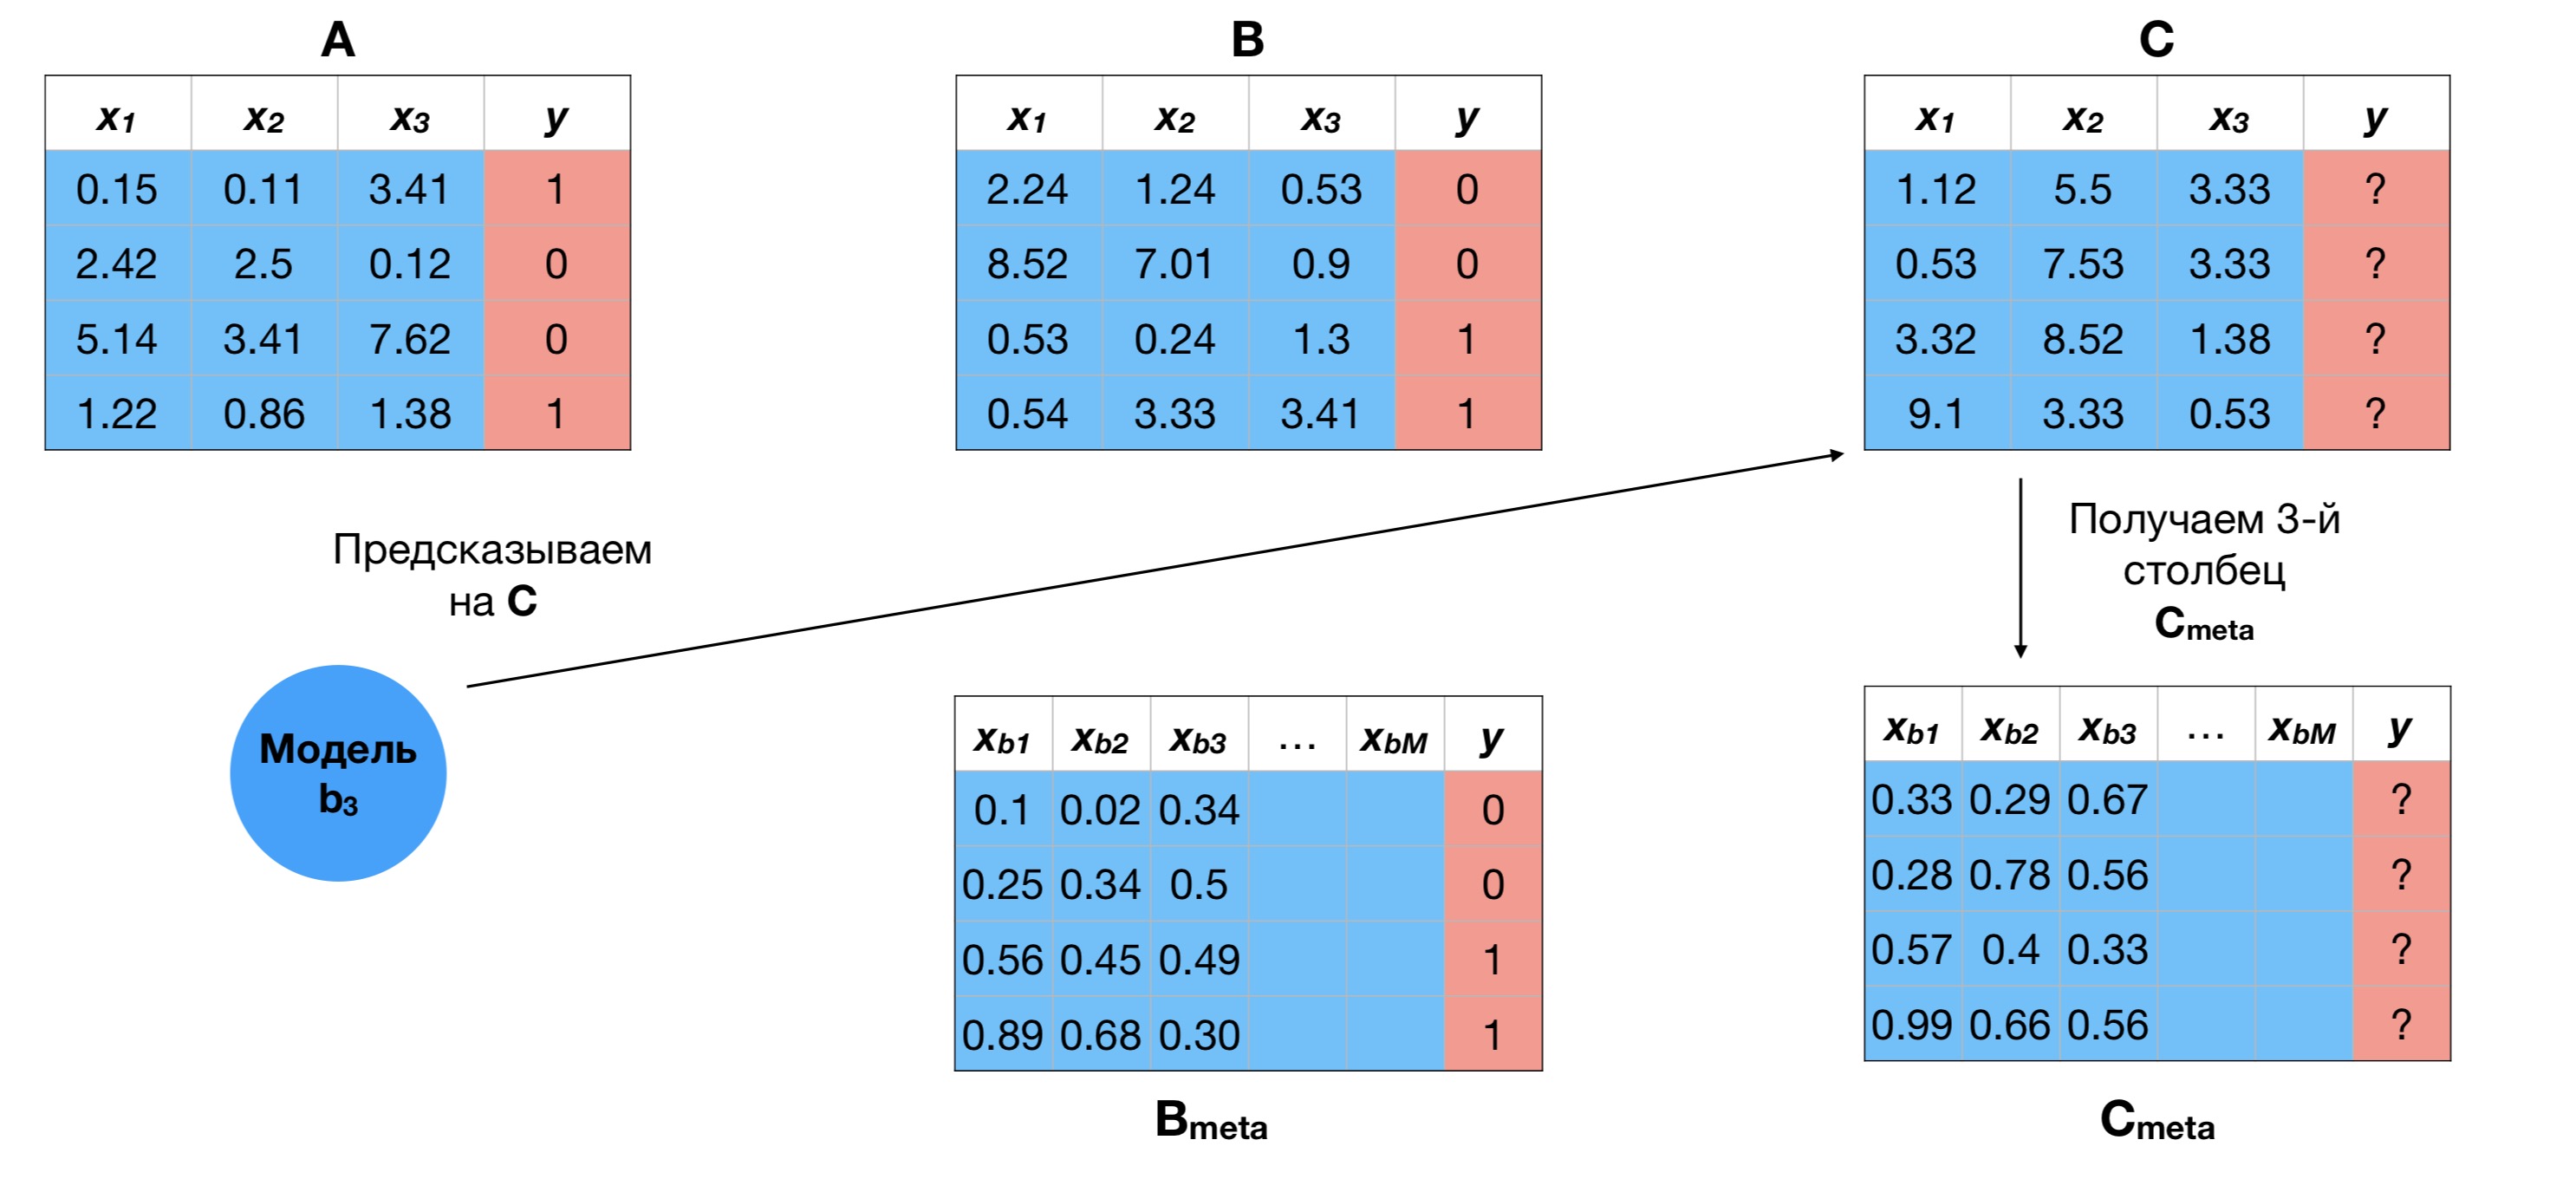 A
x1 x2 x3 y
0.15 0.11 3.41 1
2.42 2.5 0.12 0
5.14 3.41 7.62 0
1.22 0.86 1.38 1
B
x1 x2 x3 y
2.24 1.24 0.53 0
8.52 7.01 0.9 0
0.53 0.24 1.3 1
0.54 3.33 3.41 1
C
x1 x2 x3 y
1.12 5.5 3.33 ?
0.53 7.53 3.33 ?
3.32 8.52 1.38 ?
9.1 3.33 0.53 ?
Предсказываем
на C
Получаем 3-й
столбец
Cmeta
Модель
b3
xb1 xb2 xb3 ... xbM y
0.1 0.02 0.34 0
0.25 0.34 0.5 0
0.56 0.45 0.49 1
0.89 0.68 0.30 1
Bmeta
xb1 xb2 xb3 ... xbM y
0.33 0.29 0.67 ?
0.28 0.78 0.56 ?
0.57 0.4 0.33 ?
0.99 0.66 0.56 ?
Cmeta